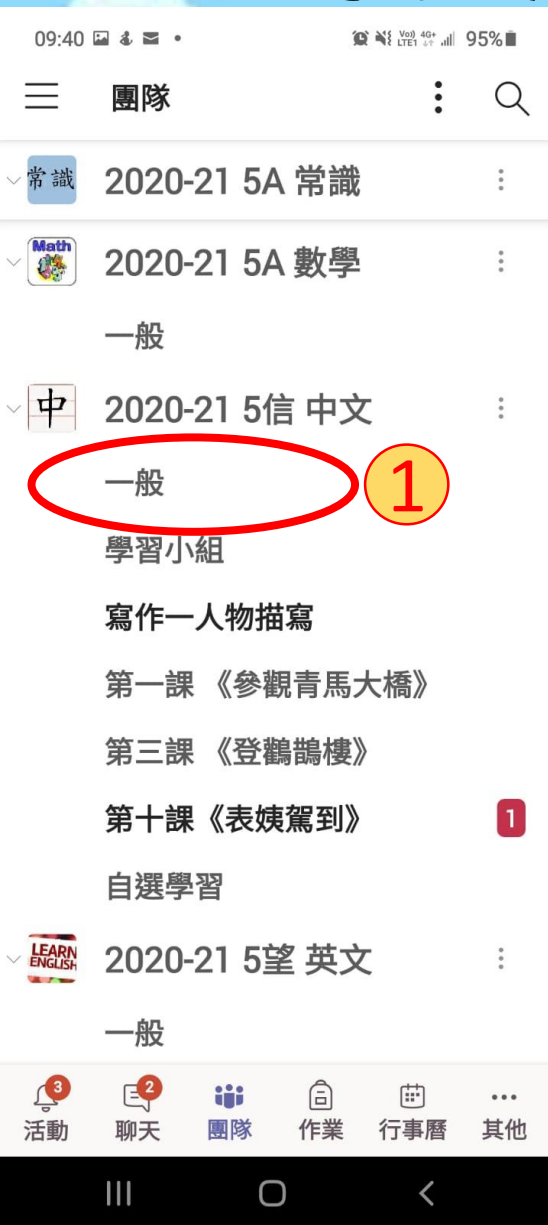 09:40 Vo)) 4G+ LTE1 95%
團隊
常識 2020-21 5A 常識
Math 2020-21 5A 數學
一般
中 2020-21 5信 中文
一般 1
學習小組
寫作一人物描寫
第一課 《參觀青馬大橋》
第三課 《登鸛鵲樓》
第十課《表姨駕到》 1
自選學習
LEARN ENGLISH 2020-21 5望 英文
一般
3 2
活動 聊天 團隊 作業 行事曆 其他